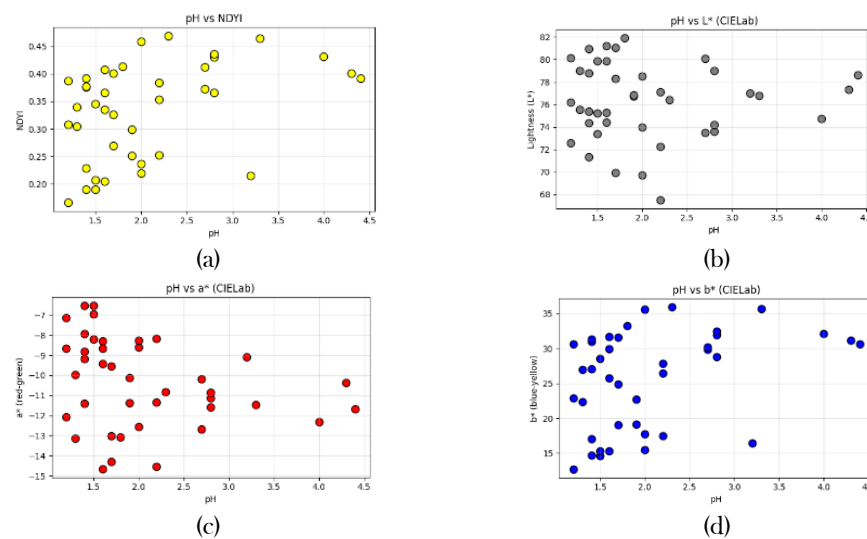 pH vs NDYI
NDYI
0.45
0.40
0.35
0.30
0.25
0.20
1.5 2.0 2.5 3.0 3.5 4.0 4.5
pH
(a)
pH vs L* (CIELab)
Lightness (L*)
82
80
78
76
74
72
70
68
1.5 2.0 2.5 3.0 3.5 4.0 4.
pH
(b)
pH vs a* (CIELab)
a* (red-green)
−7
−8
−9
−10
−11
−12
−13
−14
−15
1.5 2.0 2.5 3.0 3.5 4.0 4.5
pH
(c)
pH vs b* (CIELab)
b* (blue-yellow)
35
30
25
20
15
1.5 2.0 2.5 3.0 3.5 4.0 4.
pH
(d)